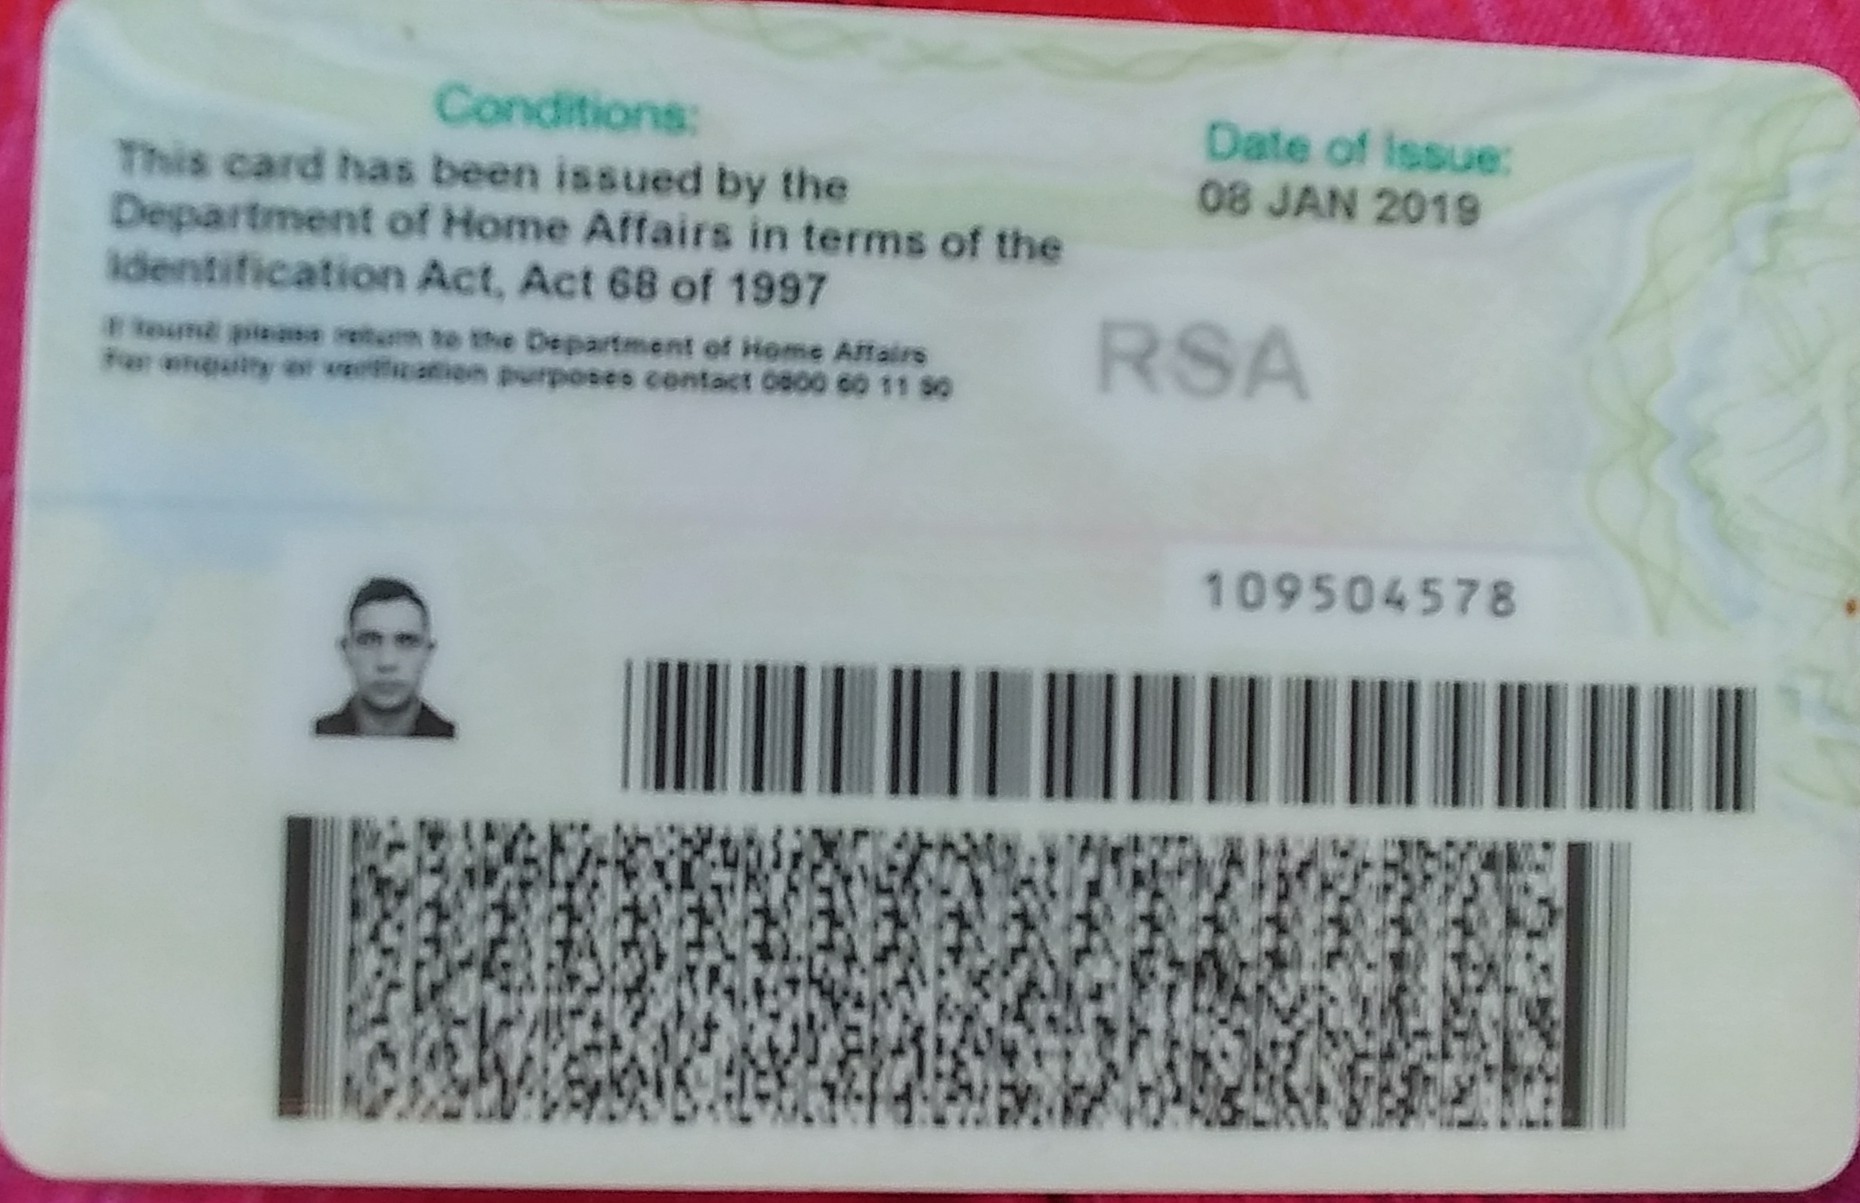 Conditions:
This card has been issued by the
Department of Home Affairs in terms of the
Identification Act, Act 68 of 1997
If found please return to the Department of Home Affairs
For enquiry or verification purposes contact 0800 60 11 90
Date of Issue:
08 JAN 2019
RSA
109504578